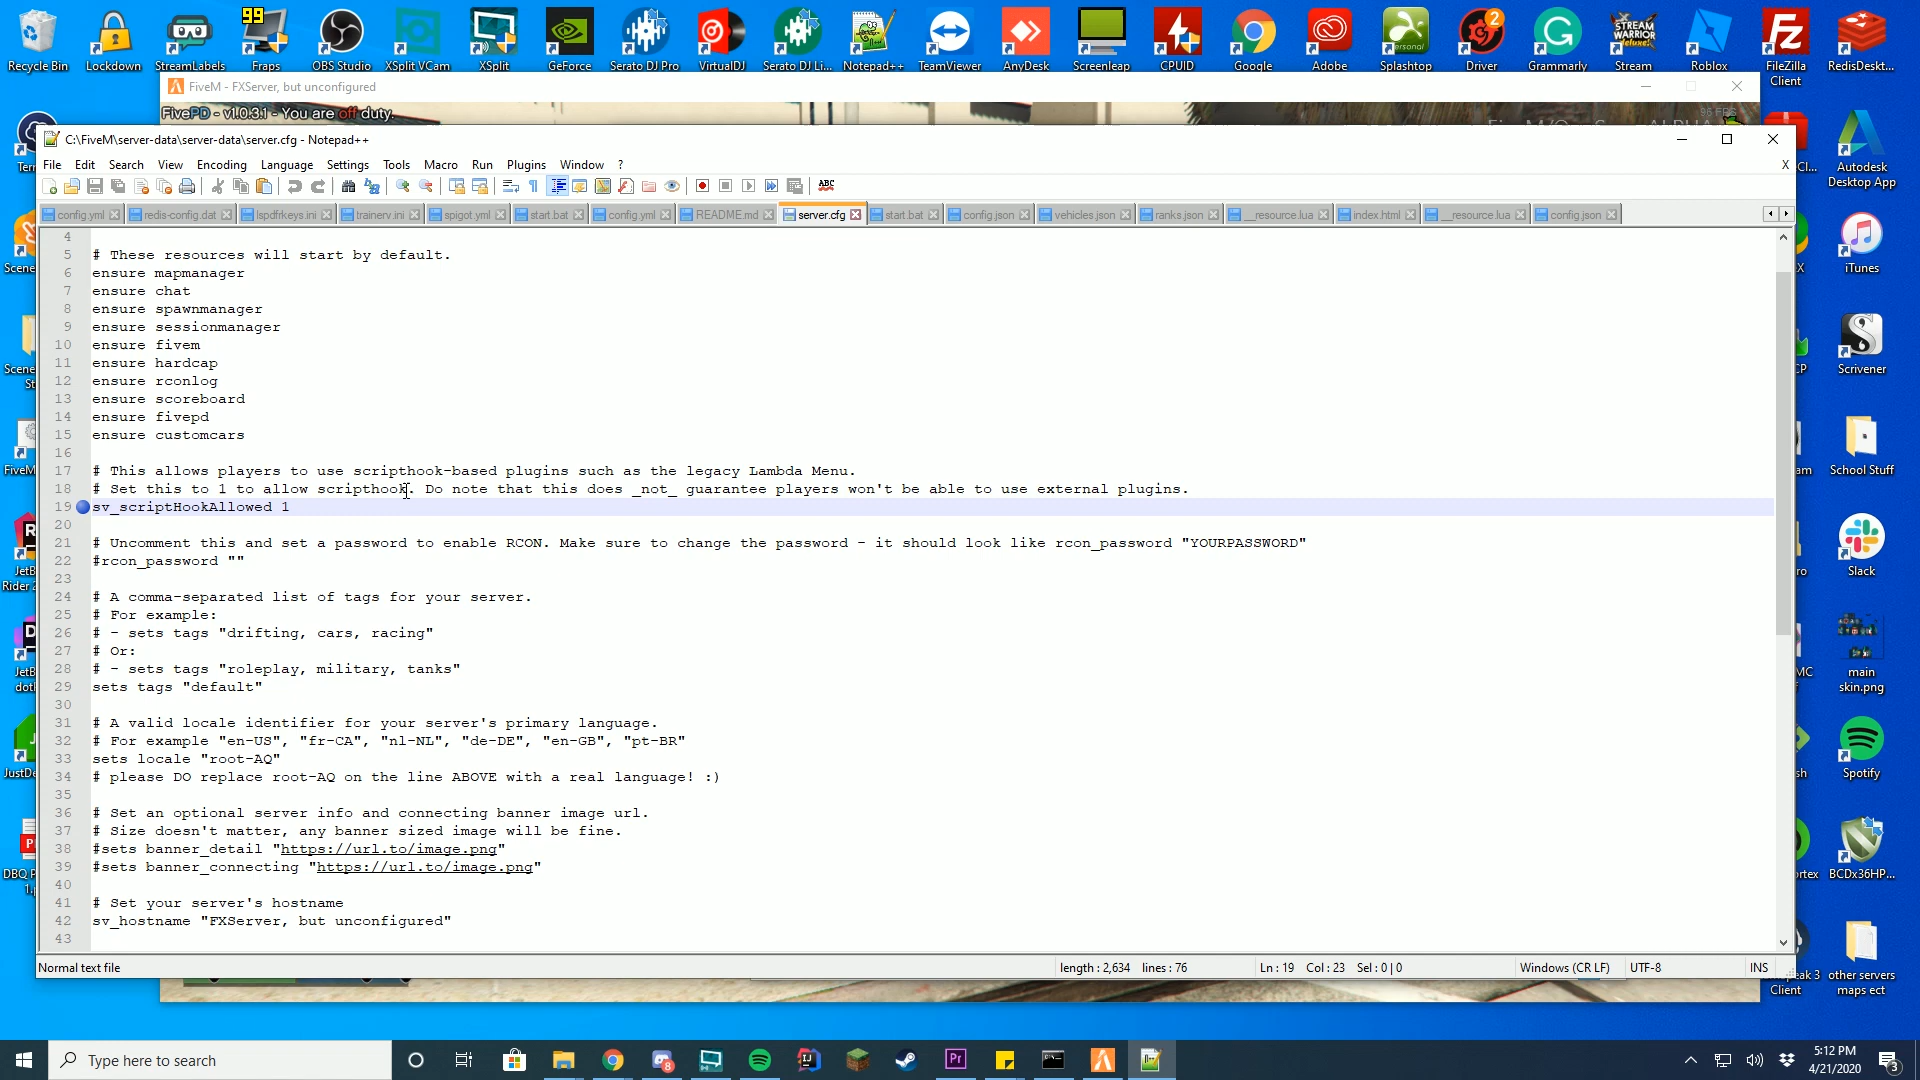 Recycle Bin
Lockdown
StreamLabels
99
Fraps
OBS Studio
XSplit VCam
XSplit
GeForce
Serato DJ Pro
VirtualDJ
Serato DJ Li...
Notepad++
TeamViewer
AnyDesk
Screenleap
CPUID
Google
Adobe
Personal
Splashtop
2
Driver
Grammarly
STREAM WARRIOR
Stream
Roblox
FileZilla
Client
RedisDeskt...
FiveM - FXServer, but unconfigured
FivePD - v1.0.3.1 - You are off duty.
C:\FiveM\server-data\server-data\server.cfg - Notepad++
File Edit Search View Encoding Language Settings Tools Macro Run Plugins Window ? X
ABC
config.yml redis-config.dat lspdfrkeys.ini trainerv.ini spigot.yml start.bat config.yml README.md server.cfg start.bat config.json vehicles.json ranks.json __resource.lua index.html __resource.lua config.json
4
5 # These resources will start by default.
6 ensure mapmanager
7 ensure chat
8 ensure spawnmanager
9 ensure sessionmanager
10 ensure fivem
11 ensure hardcap
12 ensure rconlog
13 ensure scoreboard
14 ensure fivepd
15 ensure customcars
16
17 # This allows players to use scripthook-based plugins such as the legacy Lambda Menu.
18 # Set this to 1 to allow scripthook. Do note that this does _not_ guarantee players won't be able to use external plugins.
19 sv_scriptHookAllowed 1
20
21 # Uncomment this and set a password to enable RCON. Make sure to change the password - it should look like rcon_password "YOURPASSWORD"
22 #rcon_password ""
23
24 # A comma-separated list of tags for your server.
25 # For example:
26 # - sets tags "drifting, cars, racing"
27 # Or:
28 # - sets tags "roleplay, military, tanks"
29 sets tags "default"
30
31 # A valid locale identifier for your server's primary language.
32 # For example "en-US", "fr-CA", "nl-NL", "de-DE", "en-GB", "pt-BR"
33 sets locale "root-AQ"
34 # please DO replace root-AQ on the line ABOVE with a real language! :)
35
36 # Set an optional server info and connecting banner image url.
37 # Size doesn't matter, any banner sized image will be fine.
38 #sets banner_detail "https://url.to/image.png"
39 #sets banner_connecting "https://url.to/image.png"
40
41 # Set your server's hostname
42 sv_hostname "FXServer, but unconfigured"
43
Normal text file
length : 2,634 lines : 76
Ln : 19 Col : 23 Sel : 0 | 0
Windows (CR LF)
UTF-8
INS
Autodesk
Desktop App
iTunes
Scrivener
School Stuff
Slack
main
skin.png
Spotify
BCDx36HP...
other servers
maps ect
Client
Type here to search
8
Pr
5:12 PM
4/21/2020
3